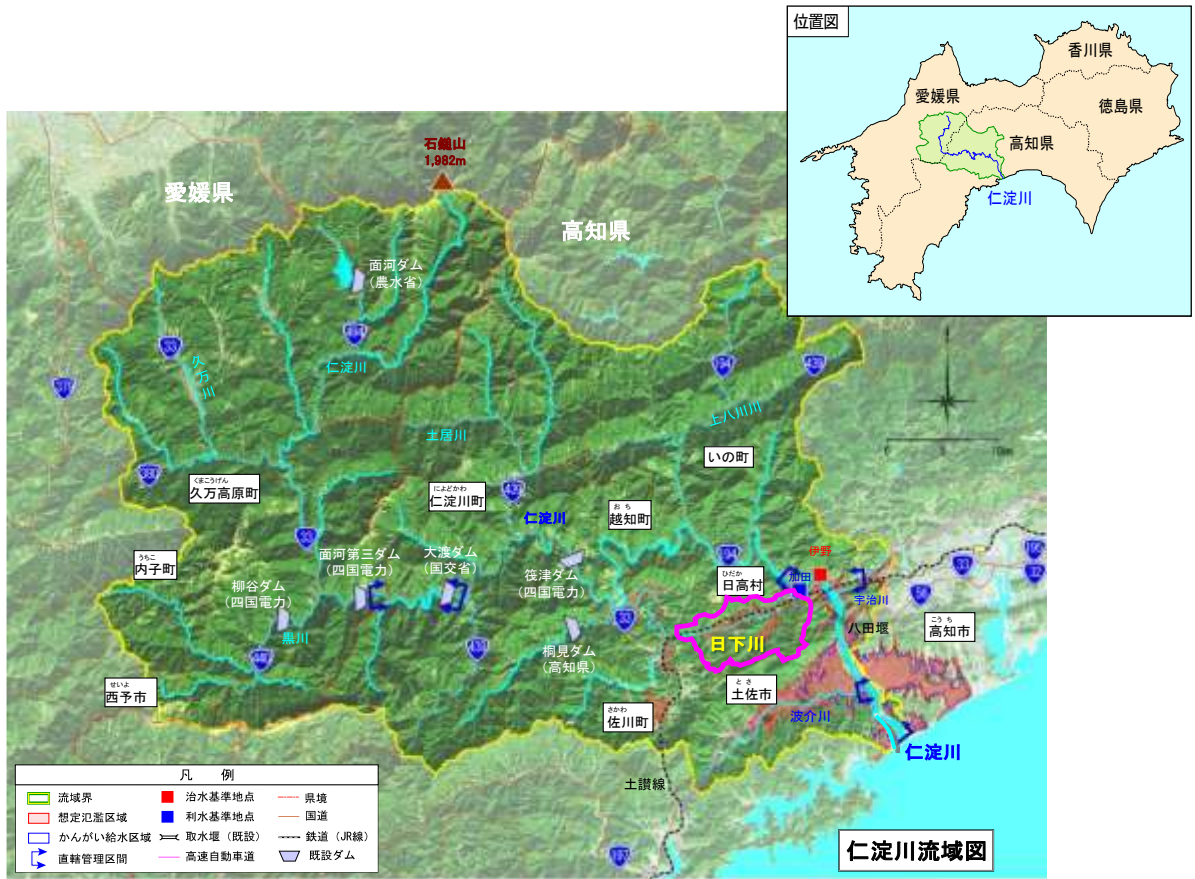 位置図
香川県
愛媛県
徳島県
高知県
仁淀川
石鎚山
1,982m
愛媛県
高知県
面河ダム
(農水省)
494
33
194
439
久万川
仁淀川
上八川川
土居川
いの町
くまこうげん
久万高原町
によどがわ
仁淀川町
仁淀川
おち
越知町
33
194
伊野
うちこ
内子町
面河第三ダム
(四国電力)
大渡ダム
(国交省)
筏津ダム
(四国電力)
ひだか
日高村
加田
宇治川
33
32
56
柳谷ダム
(四国電力)
黒川
33
八田堰
こうち
高知市
日下川
桐見ダム
(高知県)
せいよ
西予市
とさ
土佐市
さかわ
佐川町
波介川
仁淀川
土讃線
凡 例
流域界
治水基準地点
県境
想定氾濫区域
利水基準地点
国道
かんがい給水区域
取水堰(既設)
鉄道(JR線)
直轄管理区間
高速自動車道
既設ダム
197
仁淀川流域図